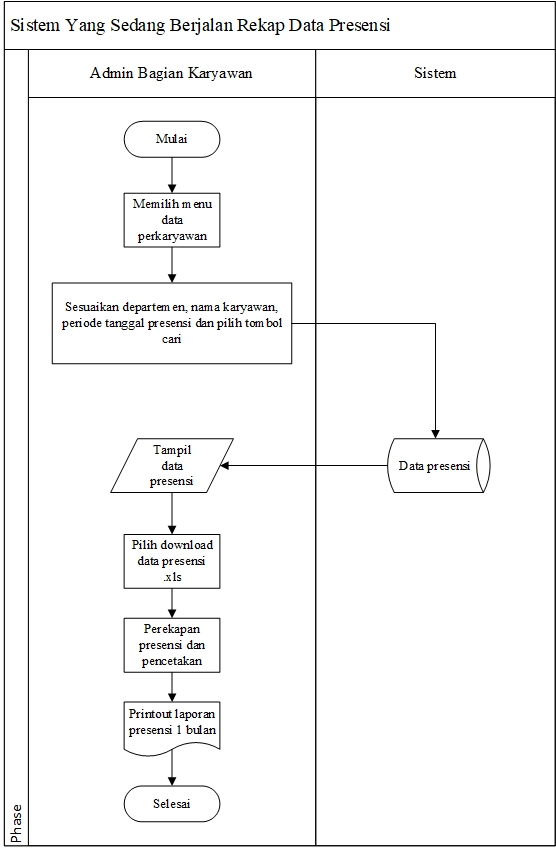 Sistem Yang Sedang Berjalan Rekap Data Presensi
Admin Bagian Karyawan
Sistem
Mulai
Memilih menu
data
perkaryawan
Sesuaikan departemen, nama karyawan,
periode tanggal presensi dan pilih tombol
cari
Tampil
data
presensi
Data presensi
Pilih download
data presensi
.xls
Perekapan
presensi dan
pencetakan
Printout laporan
presensi 1 bulan
Selesai
Phase